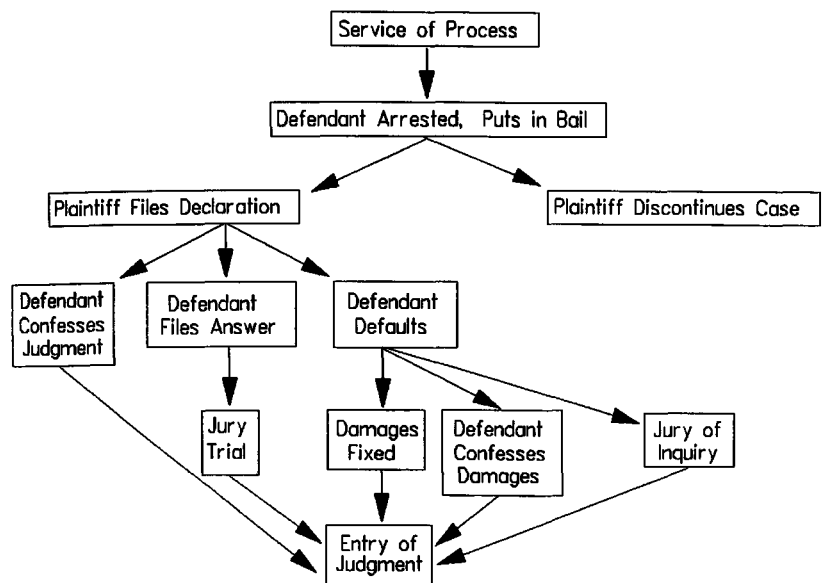 Service of Process
Defendant Arrested, Puts in Bail
Plaintiff Files Declaration
Plaintiff Discontinues Case
Defendant
Confesses
Judgment
Defendant
Files Answer
Defendant
Defaults
Jury
Trial
Damages
Fixed
Defendant
Confesses
Damages
Jury of
Inquiry
Entry of
Judgment